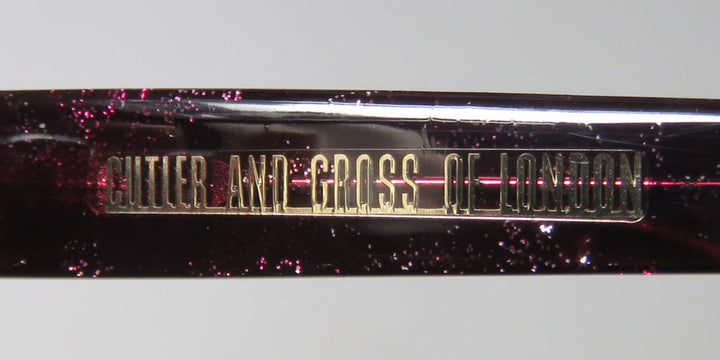 CUTLER AND GROSS OF LONDON